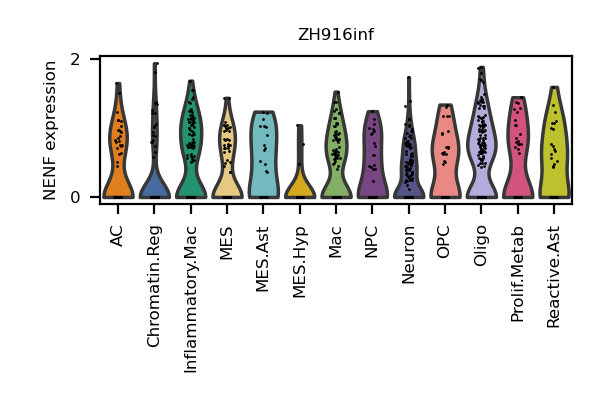 ZH916inf
NENF expression
2
0
AC
Chromatin.Reg
Inflammatory.Mac
MES
MES.Ast
MES.Hyp
Mac
NPC
Neuron
OPC
Oligo
Prolif.Metab
Reactive.Ast